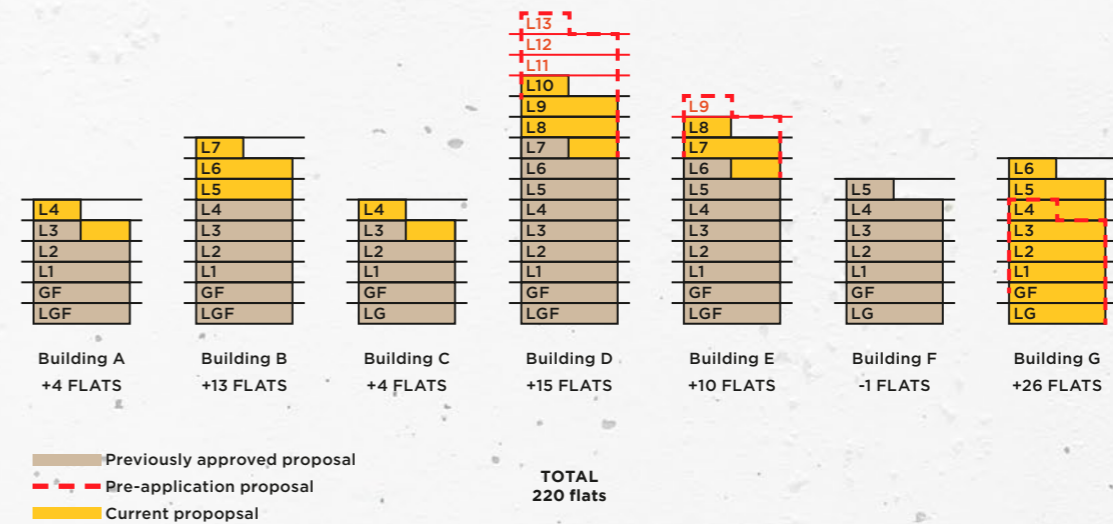 L4
L3
L2
L1
GF
LGF
Building A
+4 FLATS
L7
L6
L5
L4
L3
L2
L1
GF
LGF
Building B
+13 FLATS
L4
L3
L2
L1
GF
LG
Building C
+4 FLATS
L13
L12
L11
L10
L9
L8
L7
L6
L5
L4
L3
L2
L1
GF
LGF
Building D
+15 FLATS
L9
L8
L7
L6
L5
L4
L3
L2
L1
GF
LGF
Building E
+10 FLATS
L5
L4
L3
L2
L1
GF
LGF
Building F
-1 FLATS
L6
L5
L4
L3
L2
L1
GF
LG
Building G
+26 FLATS
Previously approved proposal
Pre-application proposal
Current propopsal
TOTAL
220 flats